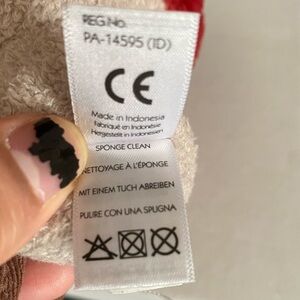 REG.No.
PA-14595 (ID)
CE
Made in Indonesia
Fabriqué en Indonésie
Hergestellt in Indonesien
SPONGE CLEAN
NETTOYAGE À L'ÉPONGE
MIT EINEM TUCH ABREIBEN
PULIRE CON UNA SPUGNA